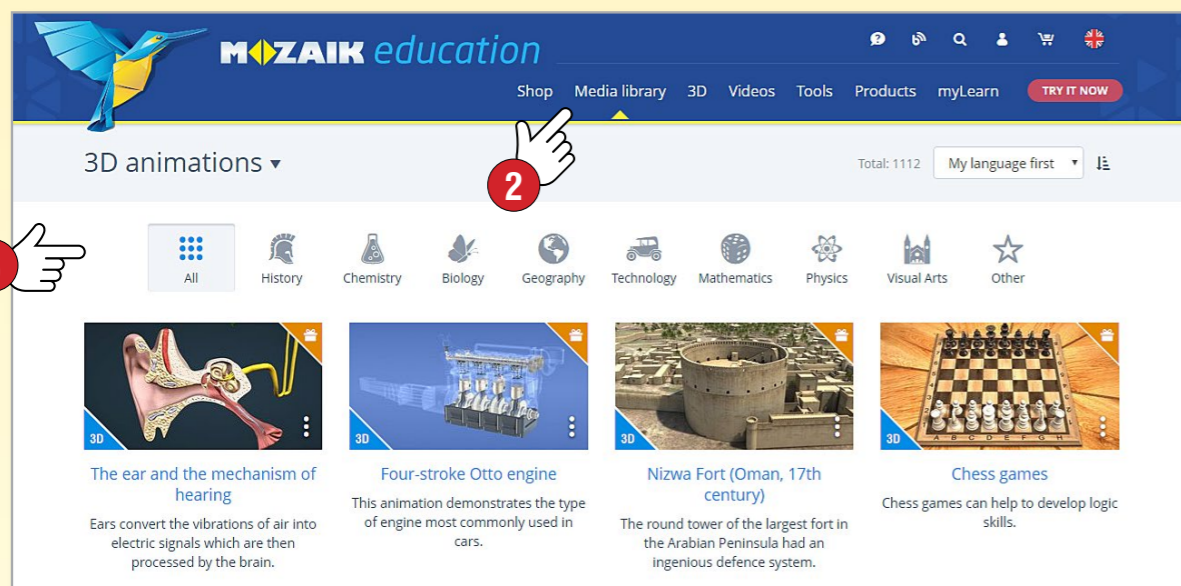 MOZAIK education
Shop Media library 3D Videos Tools Products myLearn TRY IT NOW
3D animations
Total: 1112 My language first
2
All History Chemistry Biology Geography Technology Mathematics Physics Visual Arts Other
3D 3D 3D 3D
A B C D E F G H
The ear and the mechanism of
hearing
Ears convert the vibrations of air into
electric signals which are then
processed by the brain.
Four-stroke Otto engine
This animation demonstrates the type
of engine most commonly used in
cars.
Nizwa Fort (Oman, 17th
century)
The round tower of the largest fort in
the Arabian Peninsula had an
ingenious defence system.
Chess games
Chess games can help to develop logic
skills.